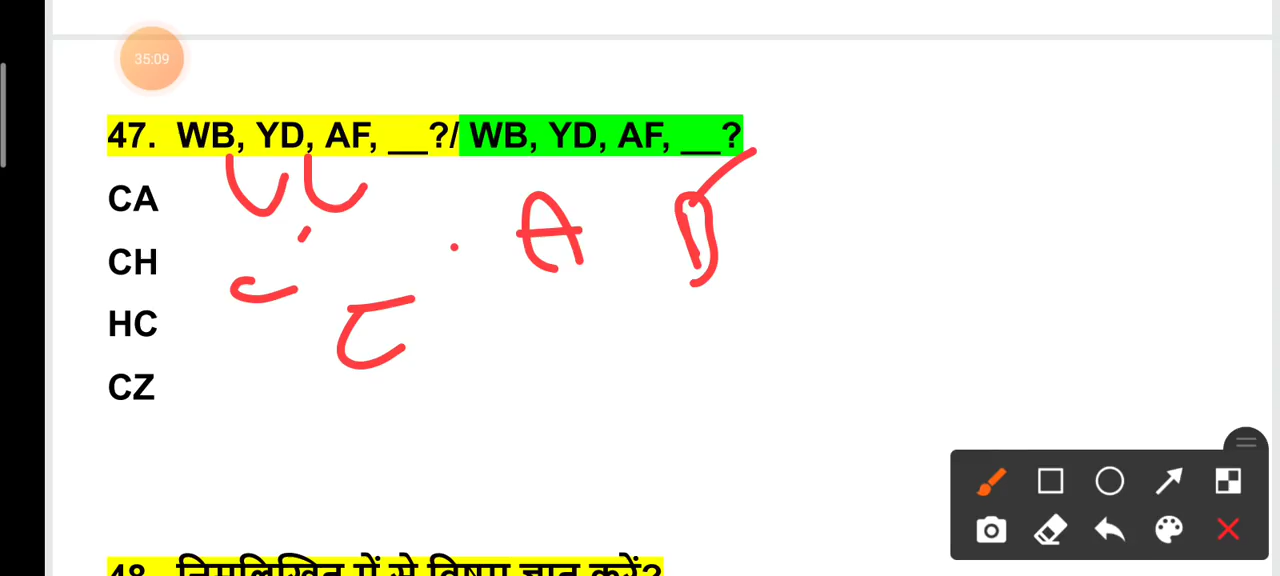 35:09
47. WB, YD, AF, __?/ WB, YD, AF, __?
CA
A
CH
HC
CZ